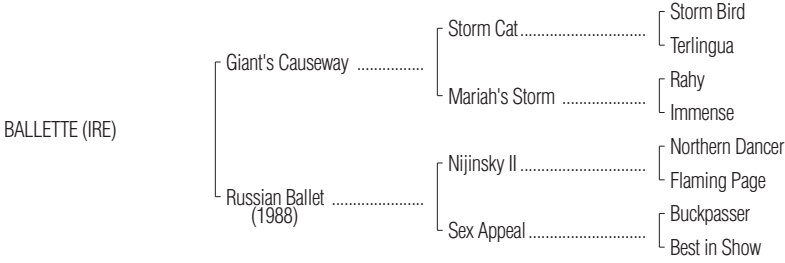 Storm Bird
Storm Cat..............................
Terlingua
Giant's Causeway ................
Rahy
Mariah's Storm ....................
Immense
BALLETTE (IRE)
Northern Dancer
Nijinsky II..............................
Flaming Page
Russian Ballet ......................
(1988)
Buckpasser
Sex Appeal............................
Best in Show